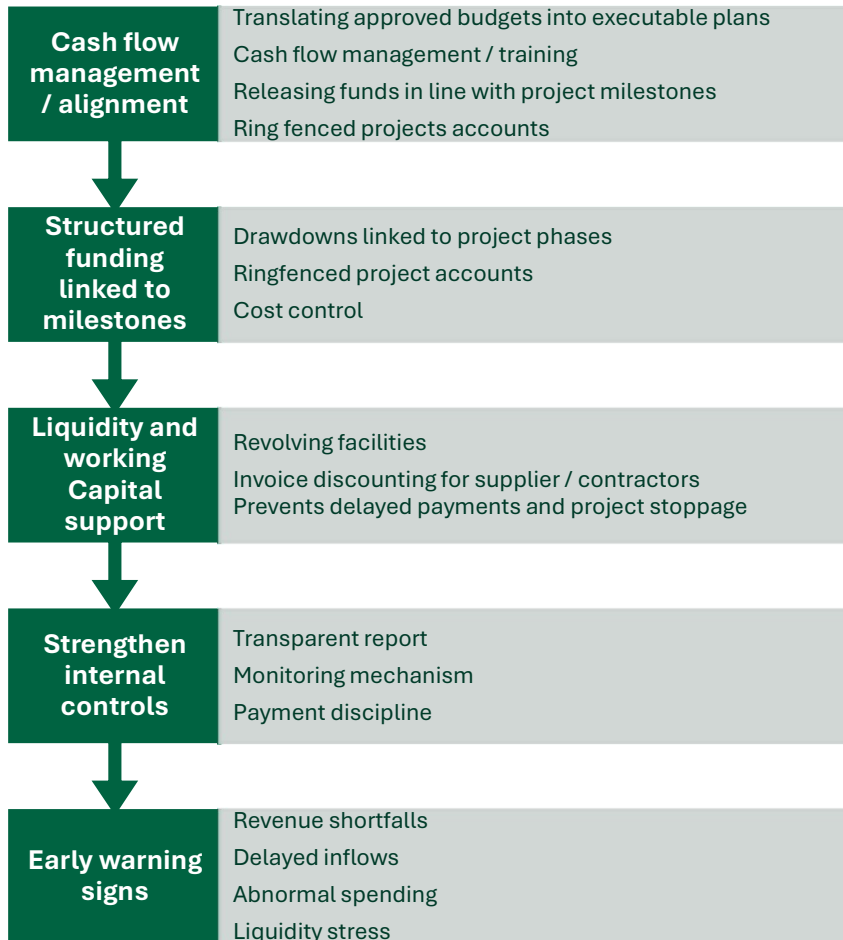 Cash flow
management
/ alignment
Translating approved budgets into executable plans
Cash flow management / training
Releasing funds in line with project milestones
Ring fenced projects accounts
Structured
funding
linked to
milestones
Drawdowns linked to project phases
Ringfenced project accounts
Cost control
Liquidity and
working
Capital
support
Revolving facilities
Invoice discounting for supplier / contractors
Prevents delayed payments and project stoppage
Strengthen
internal
controls
Transparent report
Monitoring mechanism
Payment discipline
Early warning
signs
Revenue shortfalls
Delayed inflows
Abnormal spending
Liquidity stress